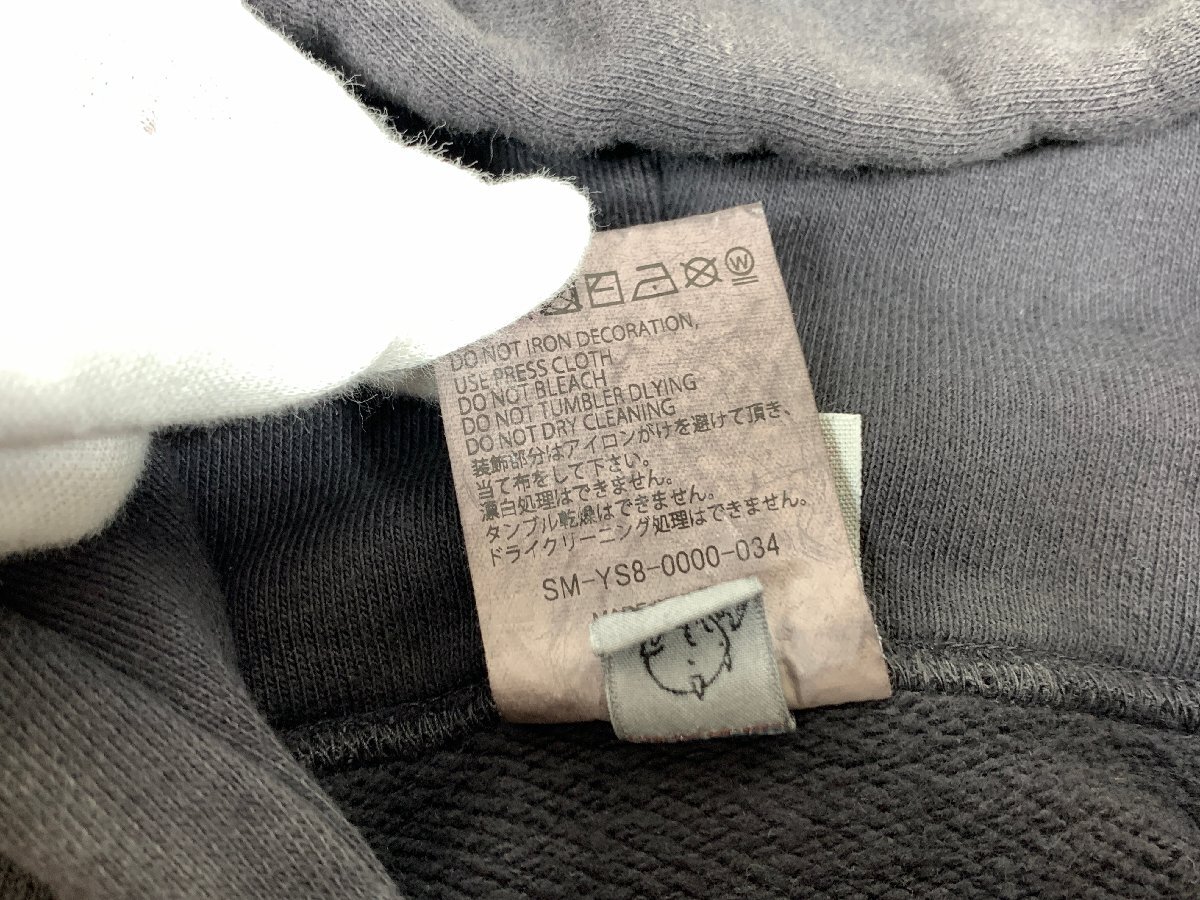 W
DO NOT IRON DECORATION,
USE PRESS CLOTH
DO NOT BLEACH
DO NOT TUMBLER DLYING
DO NOT DRY CLEANING
装飾部分はアイロンがけを避けて頂き、
当て布をして下さい。
漂白処理はできません。
タンブル乾燥はできません。
ドライクリーニング処理はできません。
SM-YS8-0000-034
MADE